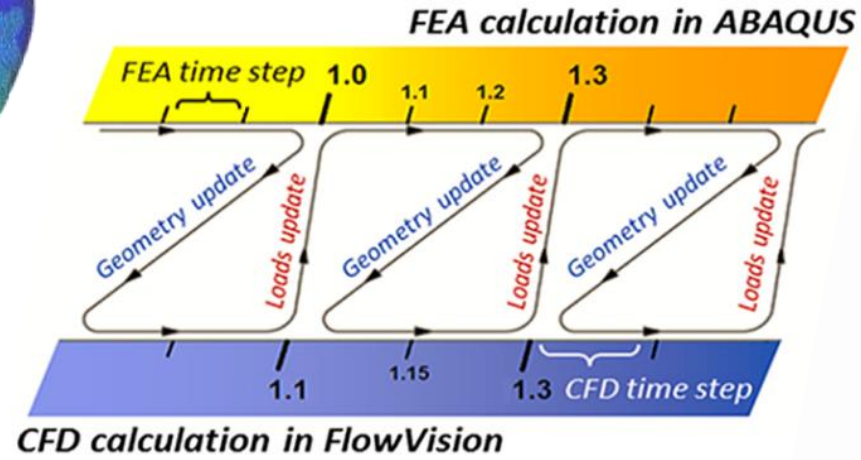 FEA calculation in ABAQUS
FEA time step 1.0 1.1 1.2 1.3
Geometry update
Loads update
Geometry update
Loads update
Geometry update
Loads update
1.1 1.15 1.3 CFD time step
CFD calculation in FlowVision